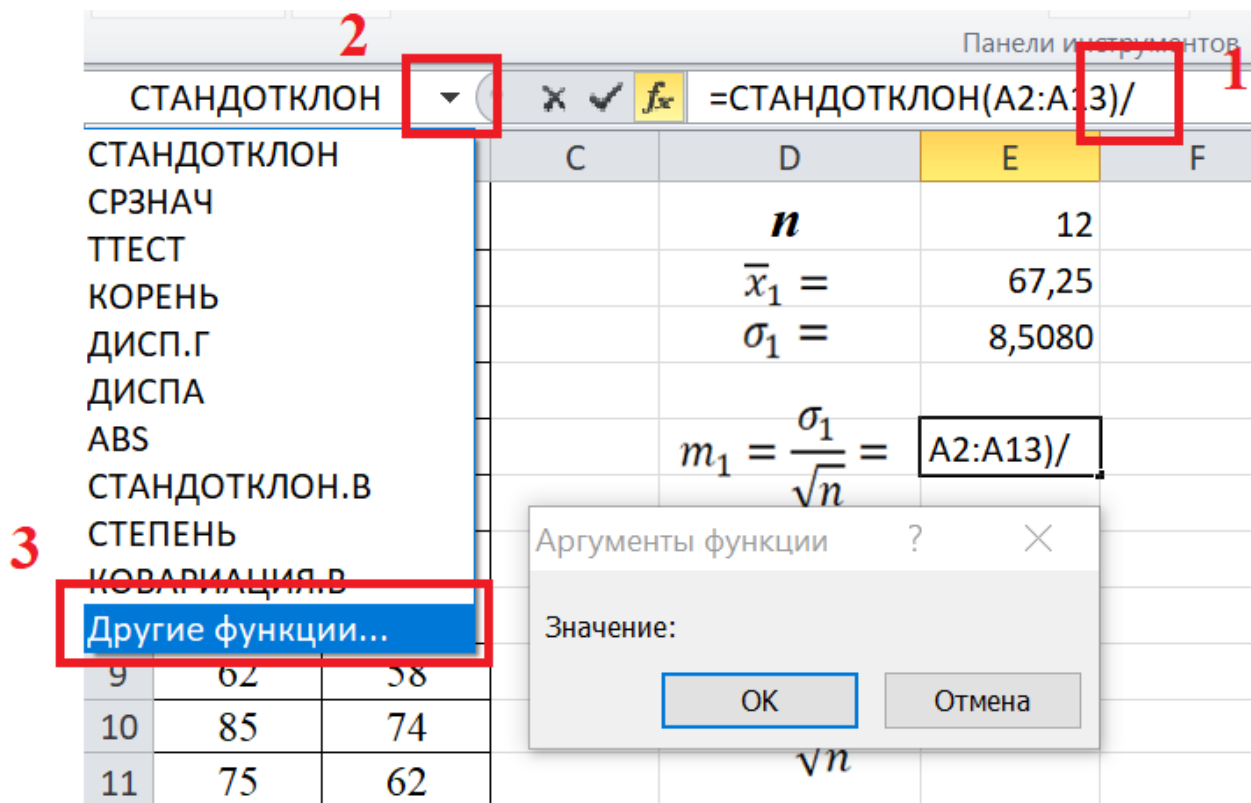 Панели инструментов
2
1
СТАНДОТКЛОН
fx =СТАНДОТКЛОН(A2:A13)/
СТАНДОТКЛОН
СРЗНАЧ
ТТЕСТ
КОРЕНЬ
ДИСП.Г
ДИСПА
ABS
СТАНДОТКЛОН.В
СТЕПЕНЬ
КОВАРИАЦИЯ.В
Другие функции...
3
C D E F
n 12
x̅₁ = 67,25
σ₁ = 8,5080
m₁ = σ₁/√n = A2:A13)/
Аргументы функции ? ×
Значение:
ОК Отмена
9 62 58
10 85 74
11 75 62
√n